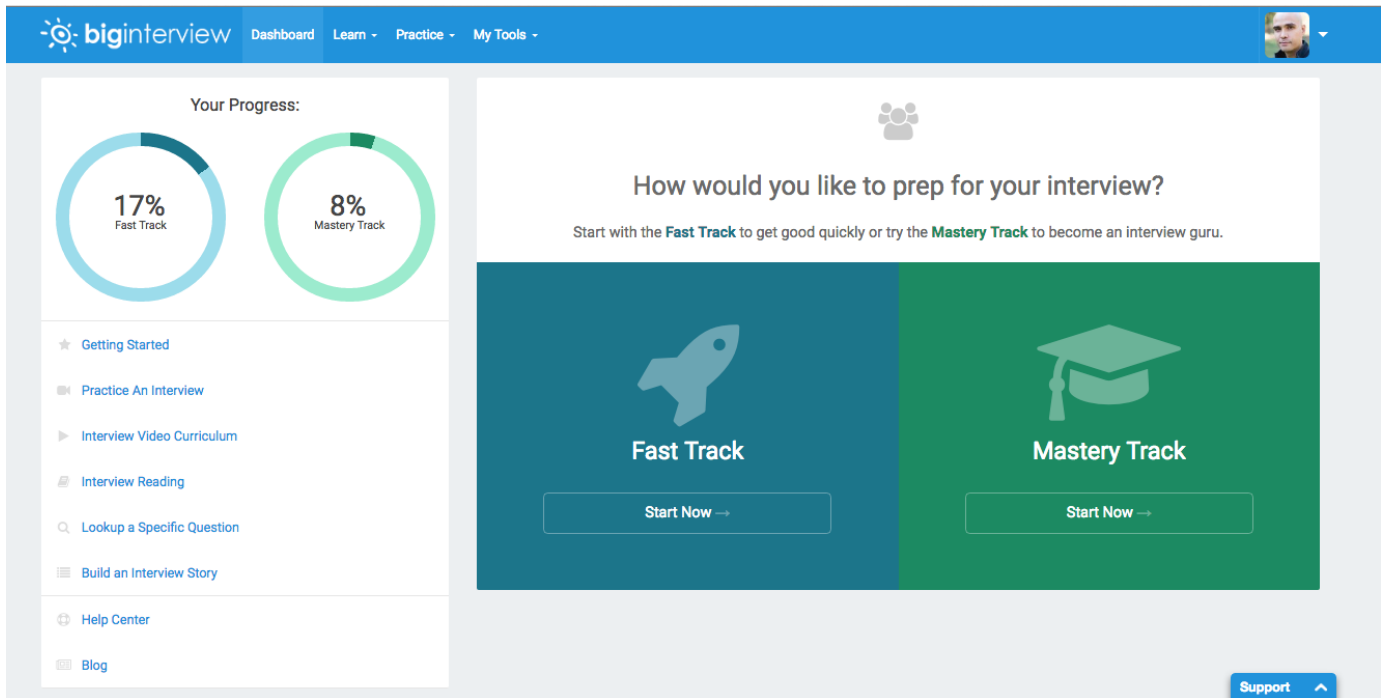 biginterview
Dashboard
Learn
Practice
My Tools
Your Progress:
17%
Fast Track
8%
Mastery Track
Getting Started
Practice An Interview
Interview Video Curriculum
Interview Reading
Lookup a Specific Question
Build an Interview Story
Help Center
Blog
How would you like to prep for your interview?
Start with the Fast Track to get good quickly or try the Mastery Track to become an interview guru.
Fast Track
Start Now →
Mastery Track
Start Now →
Support